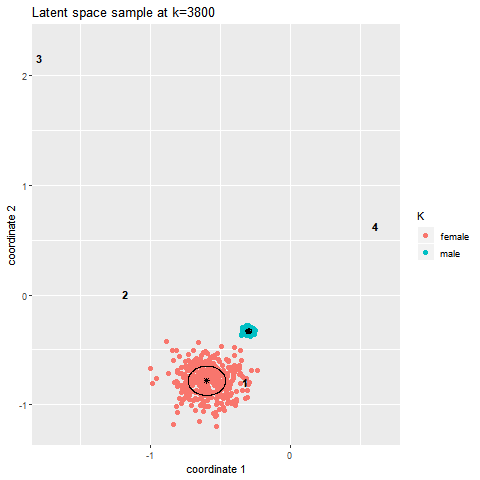 Latent space sample at k=3800
3
2
4
1
2
1
0
-1
-1
0
coordinate 2
coordinate 1
K
female
male